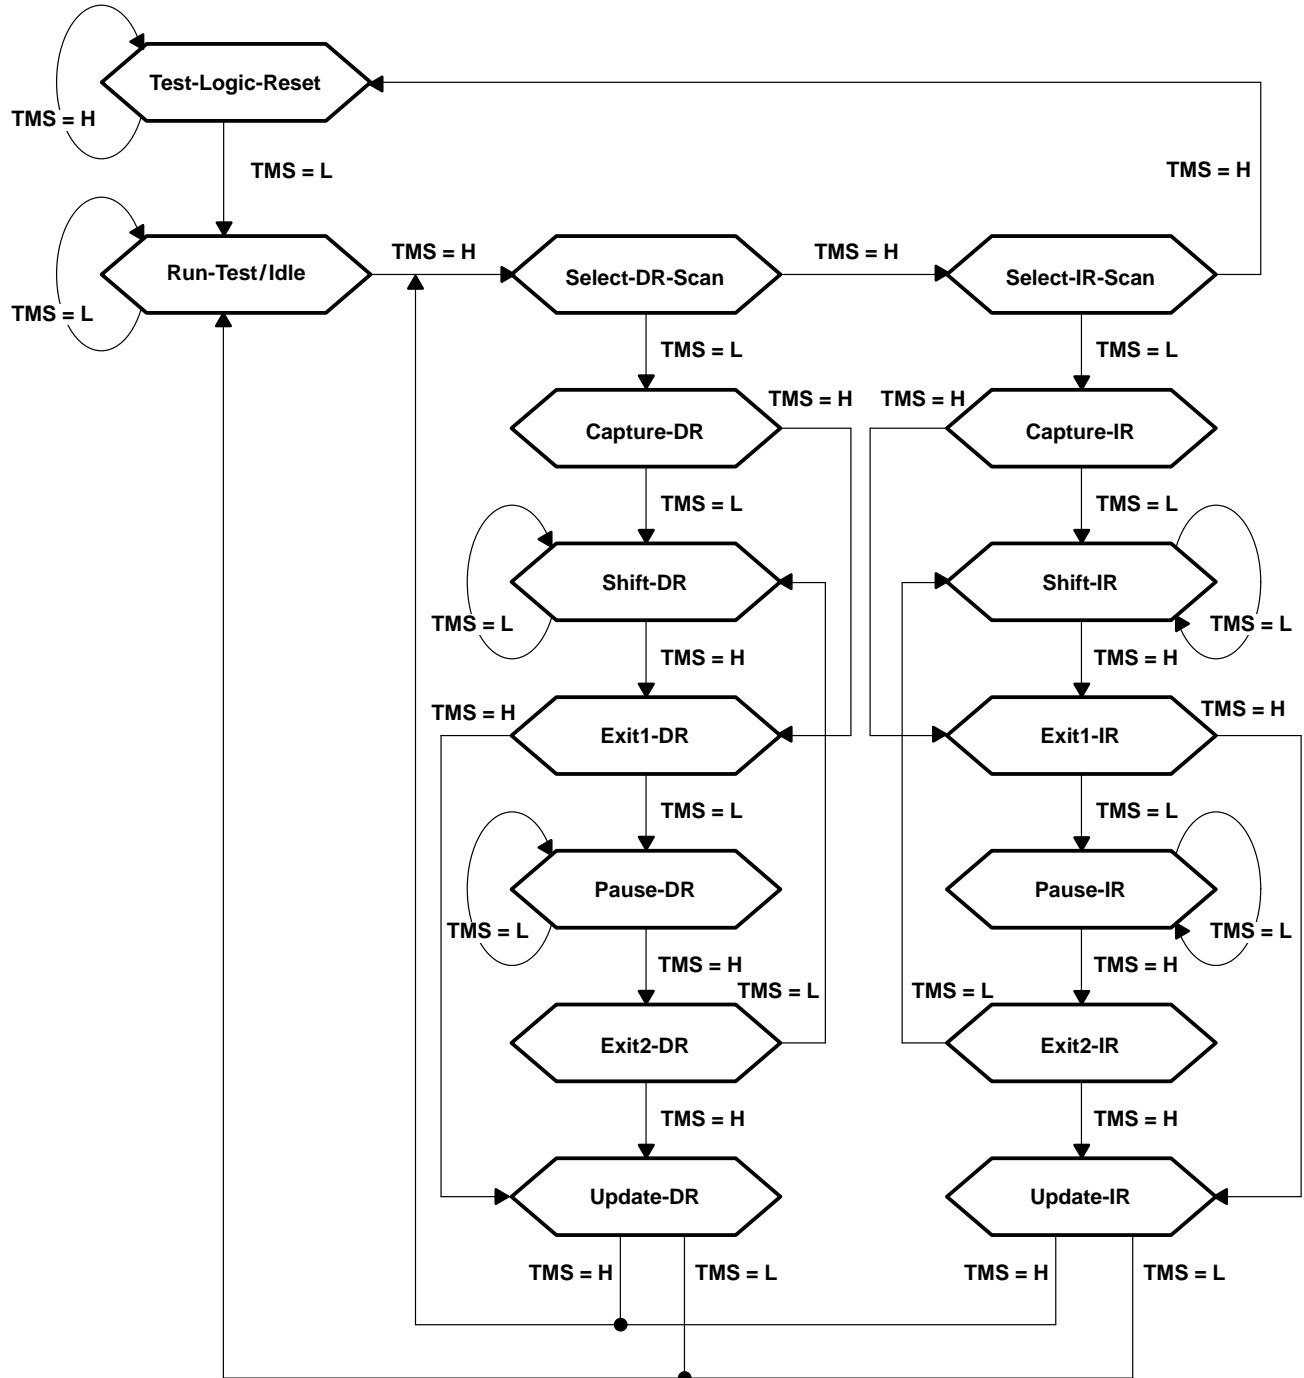 Test-Logic-Reset
TMS = H
TMS = L
TMS = H
Run-Test/Idle
TMS = H
Select-DR-Scan
TMS = H
Select-IR-Scan
TMS = L
TMS = L
TMS = L
TMS = H
TMS = H
Capture-DR
Capture-IR
TMS = L
TMS = L
Shift-DR
Shift-IR
TMS = L
TMS = L
TMS = H
TMS = H
TMS = H
Exit1-DR
Exit1-IR
TMS = H
TMS = L
TMS = L
Pause-DR
Pause-IR
TMS = L
TMS = L
TMS = H
TMS = H
TMS = L
TMS = L
Exit2-DR
Exit2-IR
TMS = H
TMS = H
Update-DR
Update-IR
TMS = H
TMS = L
TMS = H
TMS = L